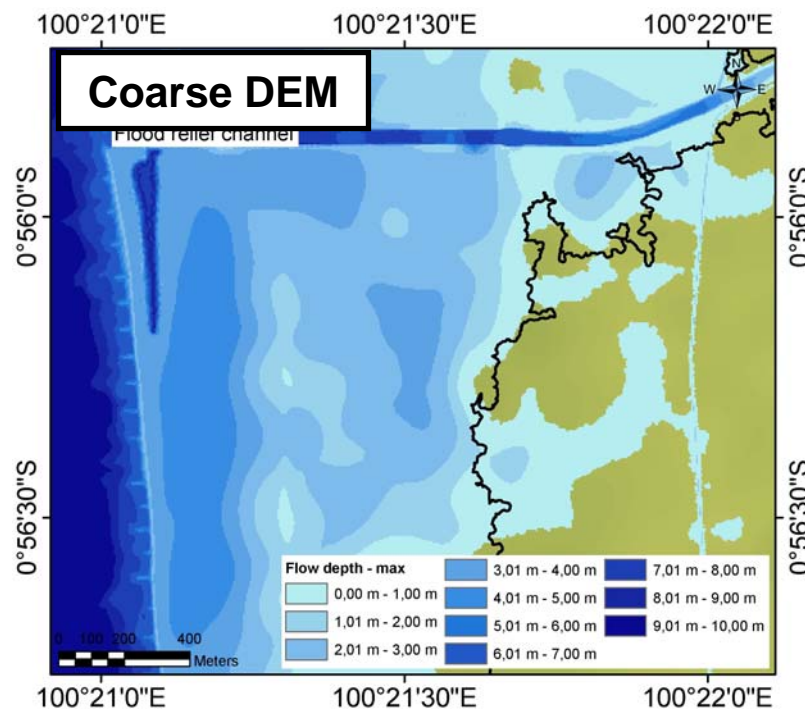 100°21'0"E 100°21'30"E 100°22'0"E
Coarse DEM
N
W E
Flood relief channel
0°56'0"S 0°56'0"S
0°56'30"S 0°56'30"S
Flow depth - max
0,00 m - 1,00 m
1,01 m - 2,00 m
2,01 m - 3,00 m
3,01 m - 4,00 m
4,01 m - 5,00 m
5,01 m - 6,00 m
6,01 m - 7,00 m
7,01 m - 8,00 m
8,01 m - 9,00 m
9,01 m - 10,00 m
0 100 200 400
Meters
100°21'0"E 100°21'30"E 100°22'0"E